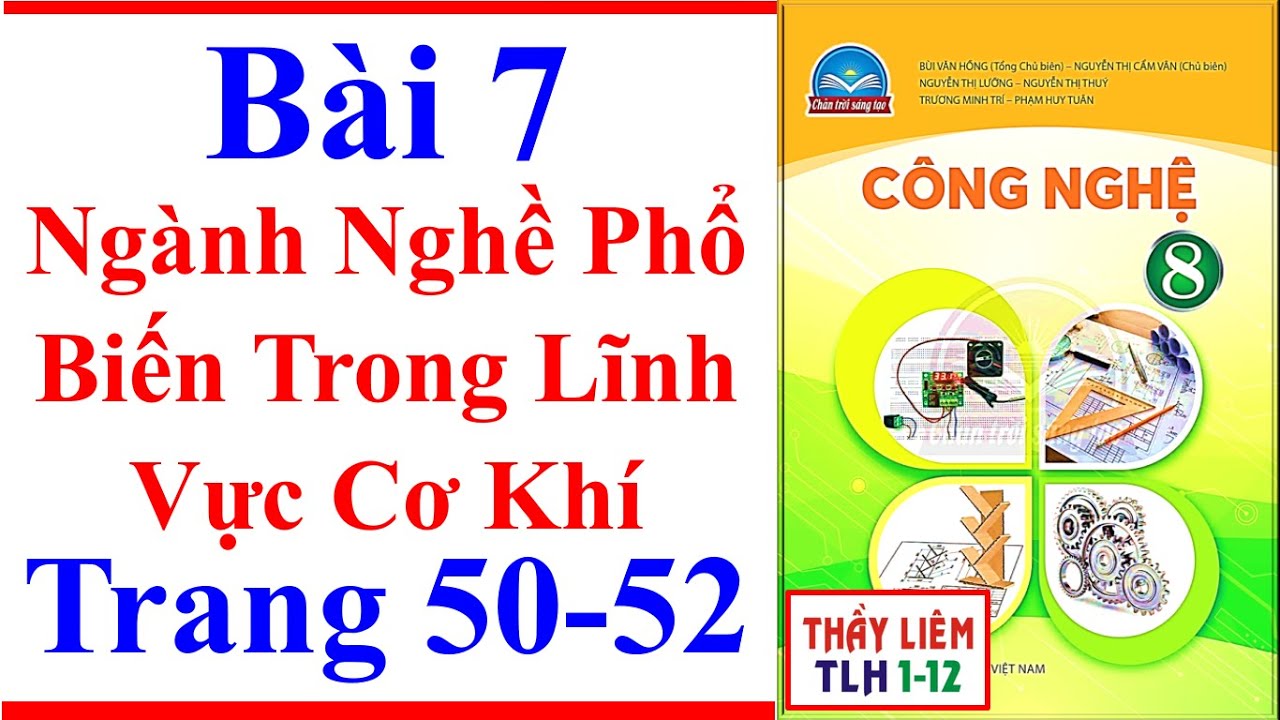 Bài 7
Ngành Nghề Phổ
Biến Trong Lĩnh
Vực Cơ Khí
Trang 50-52
BÙI VĂN HỒNG (Tổng Chủ biên) – NGUYỄN THỊ CẨM VÂN (Chủ biên)
NGUYỄN THỊ LƯỠNG – NGUYỄN THỊ THUÝ
TRƯƠNG MINH TRÍ – PHẠM HUY TUÂN
Chân trời sáng tạo
CÔNG NGHỆ
8
THẦY LIÊM
TLH 1-12
VIỆT NAM